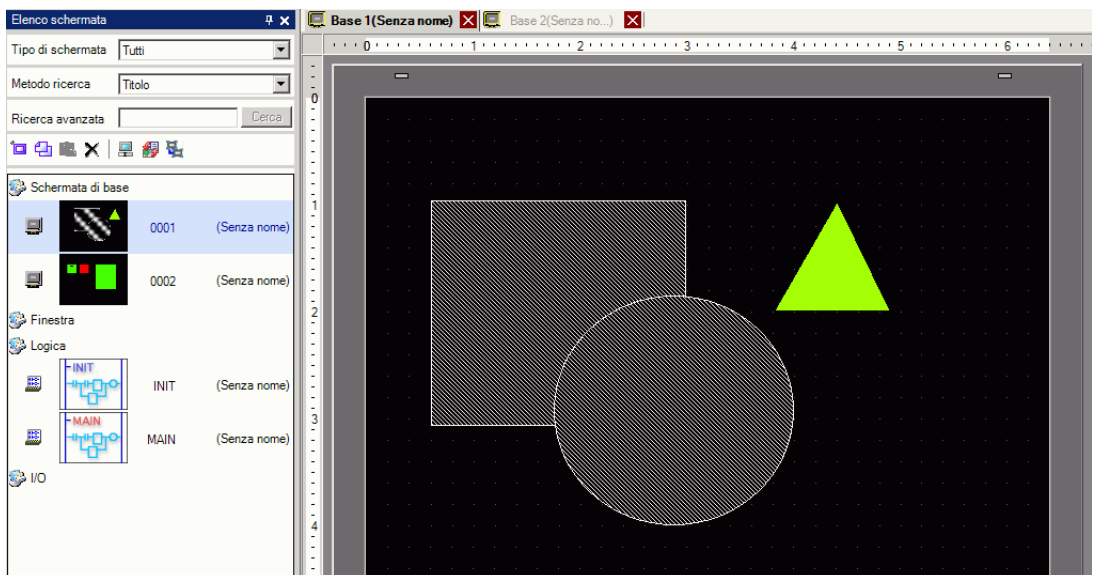 Elenco schermata
Base 1(Senza nome)
Base 2(Senza no...)
Tipo di schermata Tutti
Metodo ricerca Titolo
Ricerca avanzata Cerca
0 1 2 3 4 5 6
0
1
2
3
4
Schermata di base
0001 (Senza nome)
0002 (Senza nome)
Finestra
Logica
INIT
INIT (Senza nome)
MAIN
MAIN (Senza nome)
I/O